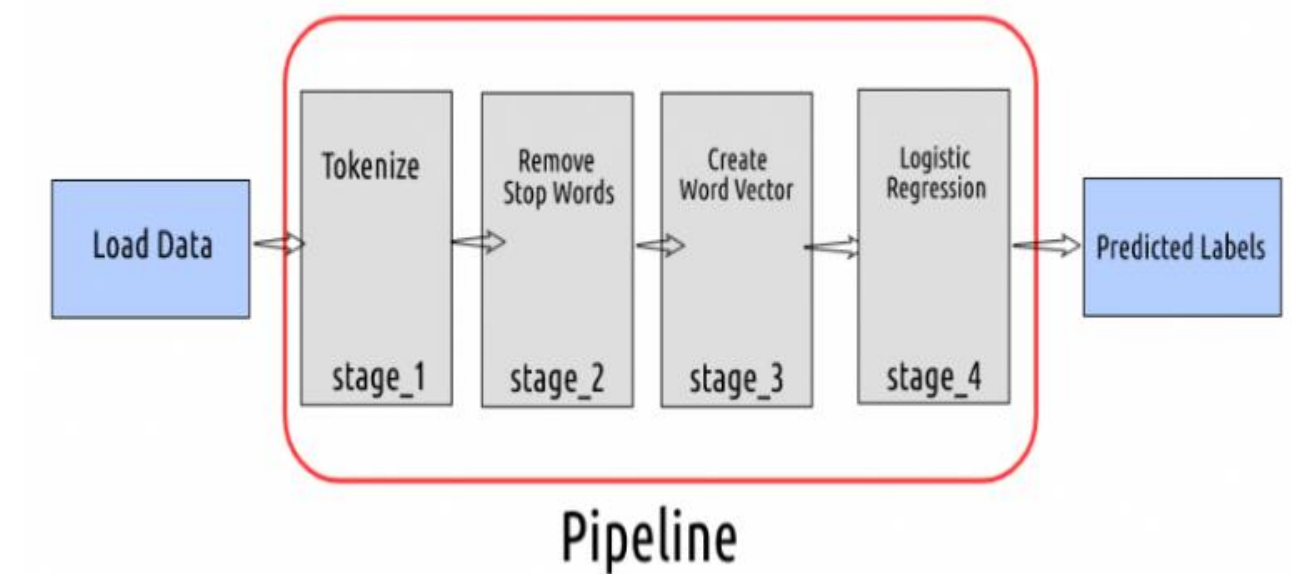 Load Data
Tokenize
stage_1
Remove
Stop Words
stage_2
Create
Word Vector
stage_3
Logistic
Regression
stage_4
Predicted Labels
Pipeline